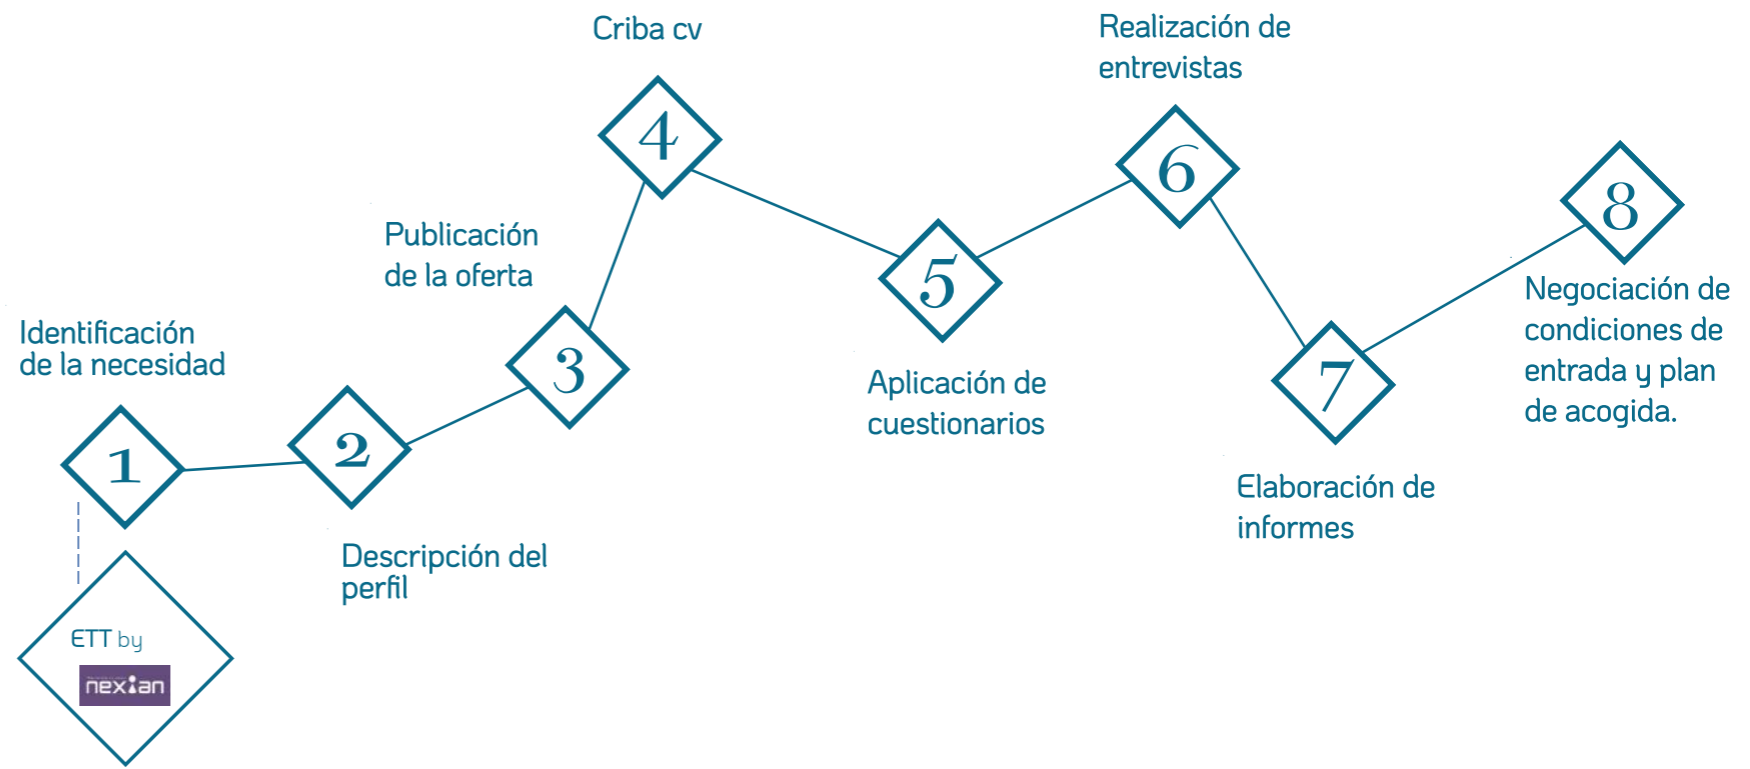 1
Identificación
de la necesidad
ETT by
nexian
2
Descripción del
perfil
3
Publicación
de la oferta
4
Criba cv
5
Aplicación de
cuestionarios
6
Realización de
entrevistas
7
Elaboración de
informes
8
Negociación de
condiciones de
entrada y plan
de acogida.